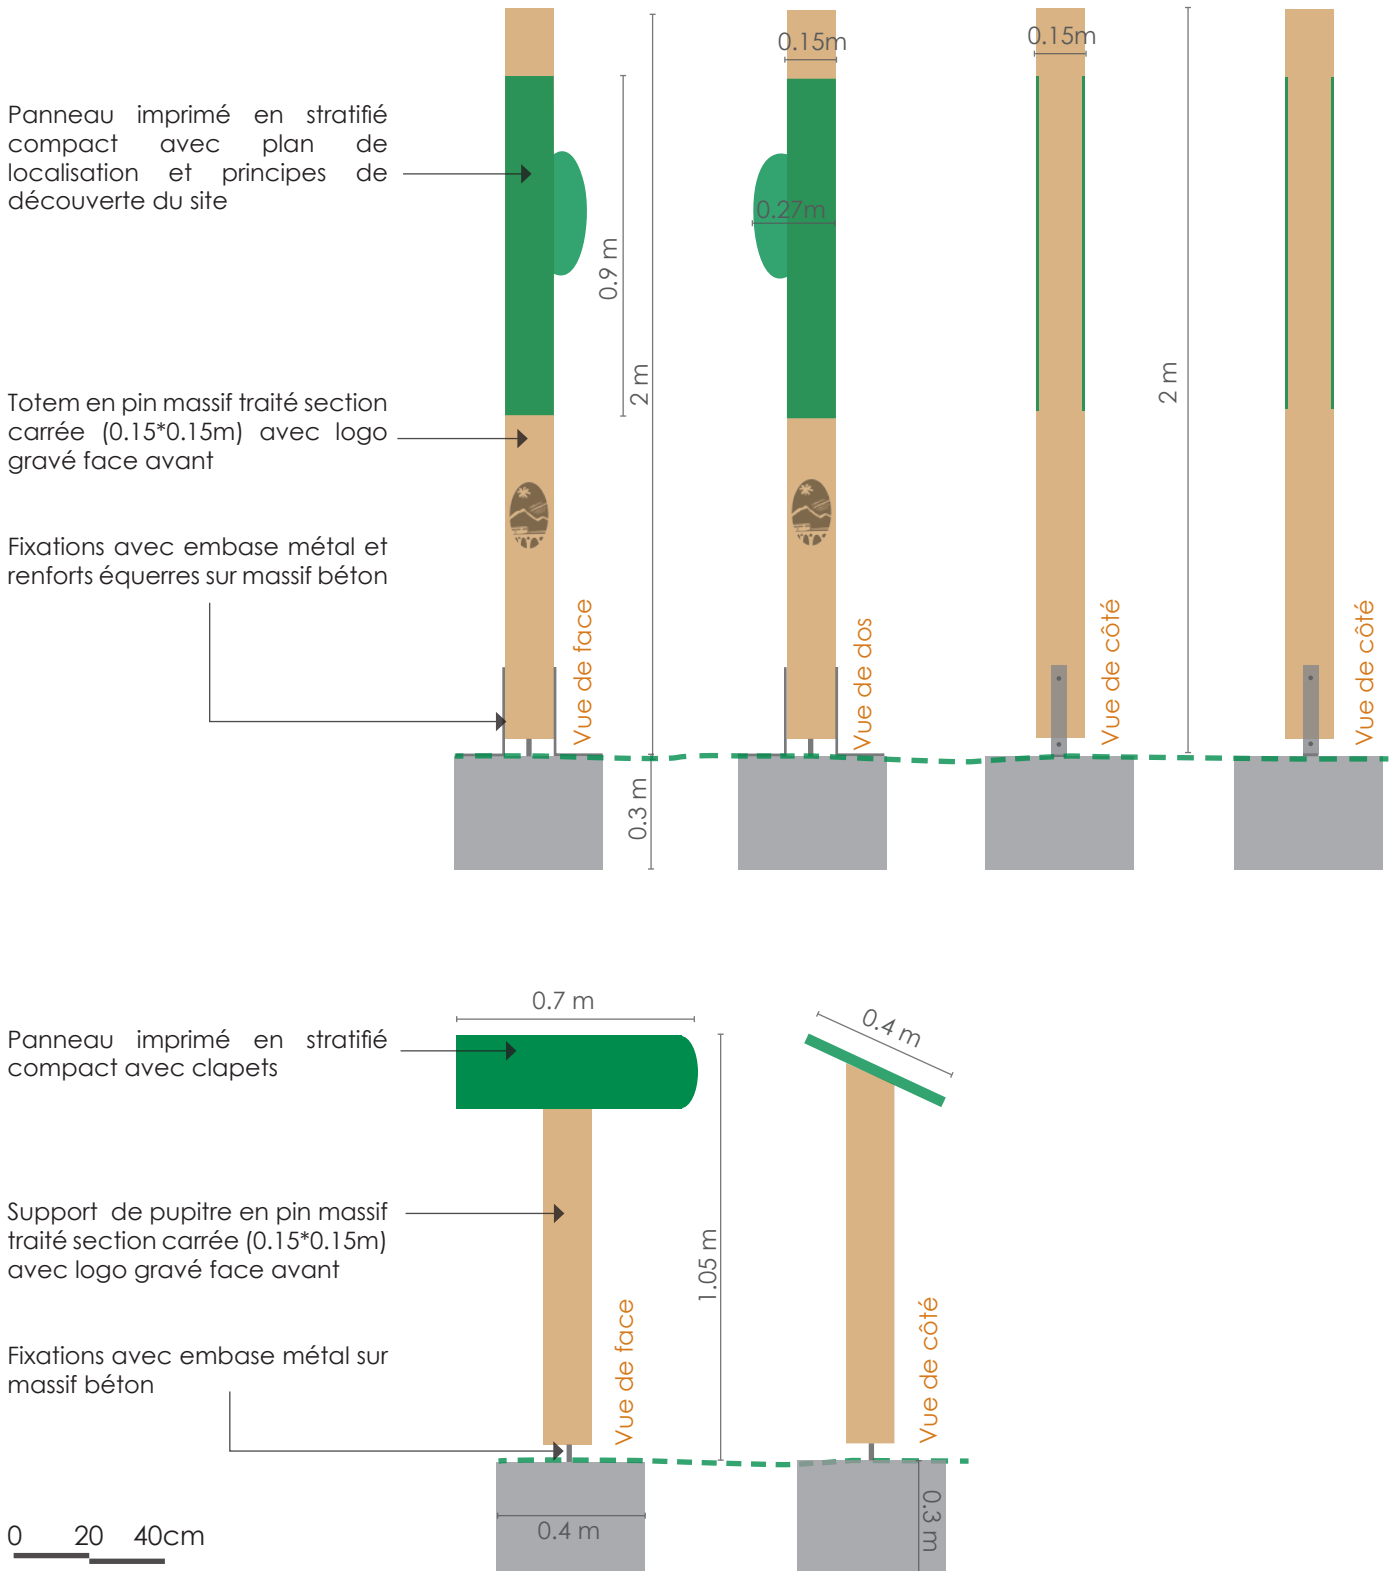 0.15m
0.15m
Panneau imprimé en stratifié
compact avec plan de
localisation et principes de
découverte du site
0.27m
0.9 m
2 m
2 m
Totem en pin massif traité section
carrée (0.15*0.15m) avec logo
gravé face avant
Fixations avec embase métal et
renforts équerres sur massif béton
Vue de face
Vue de dos
Vue de côté
Vue de côté
0.3 m
0.7 m
0.4 m
Panneau imprimé en stratifié
compact avec clapets
Support de pupitre en pin massif
traité section carrée (0.15*0.15m)
avec logo gravé face avant
1.05 m
Fixations avec embase métal sur
massif béton
Vue de face
Vue de côté
0.4 m
0.3 m
0 20 40cm